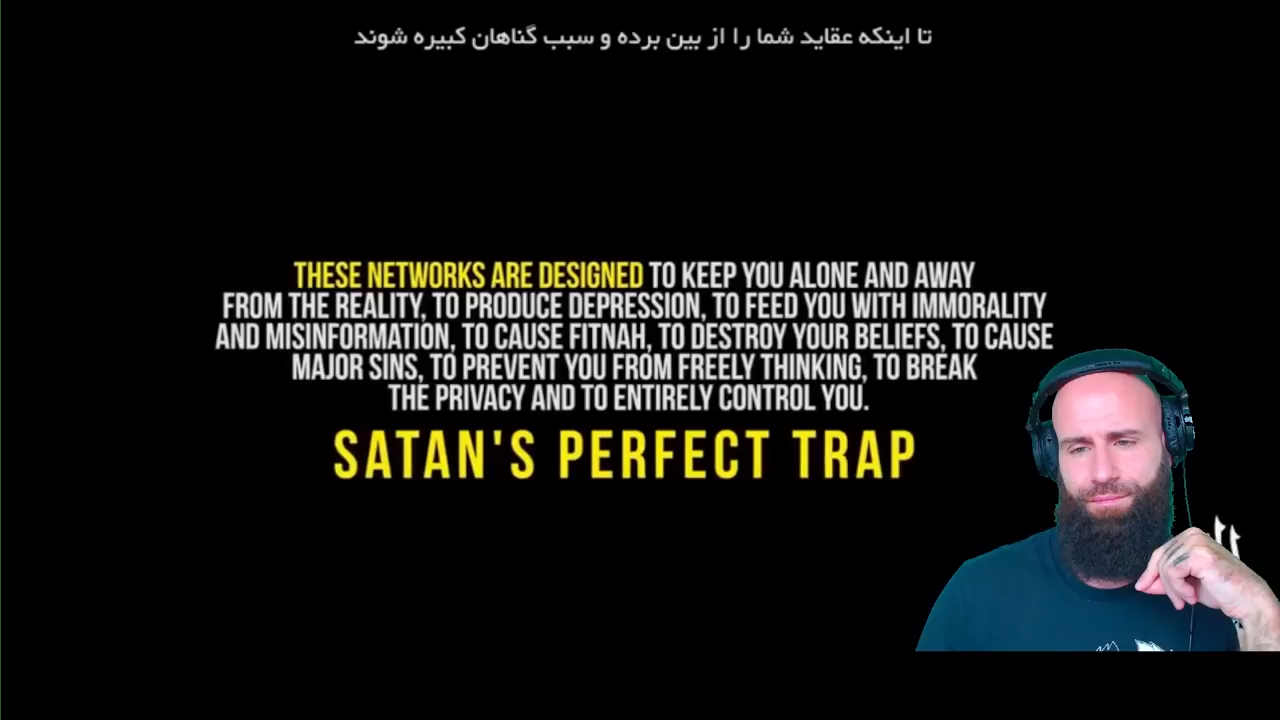 تا اینکه عقاید شما را از بین برده و سبب گناهان کبیره شوند
THESE NETWORKS ARE DESIGNED TO KEEP YOU ALONE AND AWAY
FROM THE REALITY, TO PRODUCE DEPRESSION, TO FEED YOU WITH IMMORALITY
AND MISINFORMATION, TO CAUSE FITNAH, TO DESTROY YOUR BELIEFS, TO CAUSE
MAJOR SINS, TO PREVENT YOU FROM FREELY THINKING, TO BREAK
THE PRIVACY AND TO ENTIRELY CONTROL YOU.
SATAN'S PERFECT TRAP